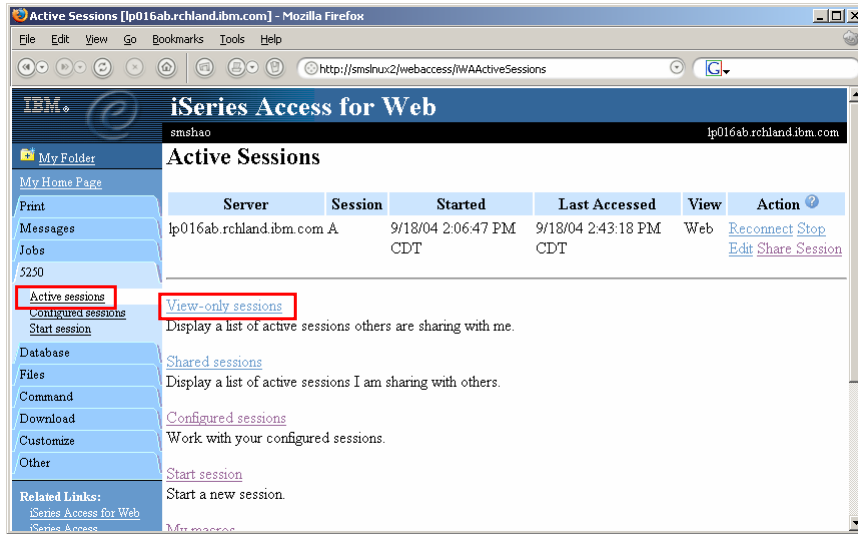 Active Sessions [lp016ab.rchland.ibm.com] - Mozilla Firefox
File Edit View Go Bookmarks Tools Help
http://smslnux2/webaccess/iWAActiveSessions
G
IBM
e
iSeries Access for Web
smshao lp016ab.rchland.ibm.com
My Folder
My Home Page
Print
Messages
Jobs
5250
Active sessions
Configured sessions
Start session
Database
Files
Command
Download
Customize
Other
Related Links:
iSeries Access for Web
iSeries Access
Active Sessions
Server Session Started Last Accessed View Action ?
lp016ab.rchland.ibm.com A 9/18/04 2:06:47 PM 9/18/04 2:43:18 PM Web Reconnect Stop
CDT CDT Edit Share Session
View-only sessions
Display a list of active sessions others are sharing with me.
Shared sessions
Display a list of active sessions I am sharing with others.
Configured sessions
Work with your configured sessions.
Start session
Start a new session.
My macros